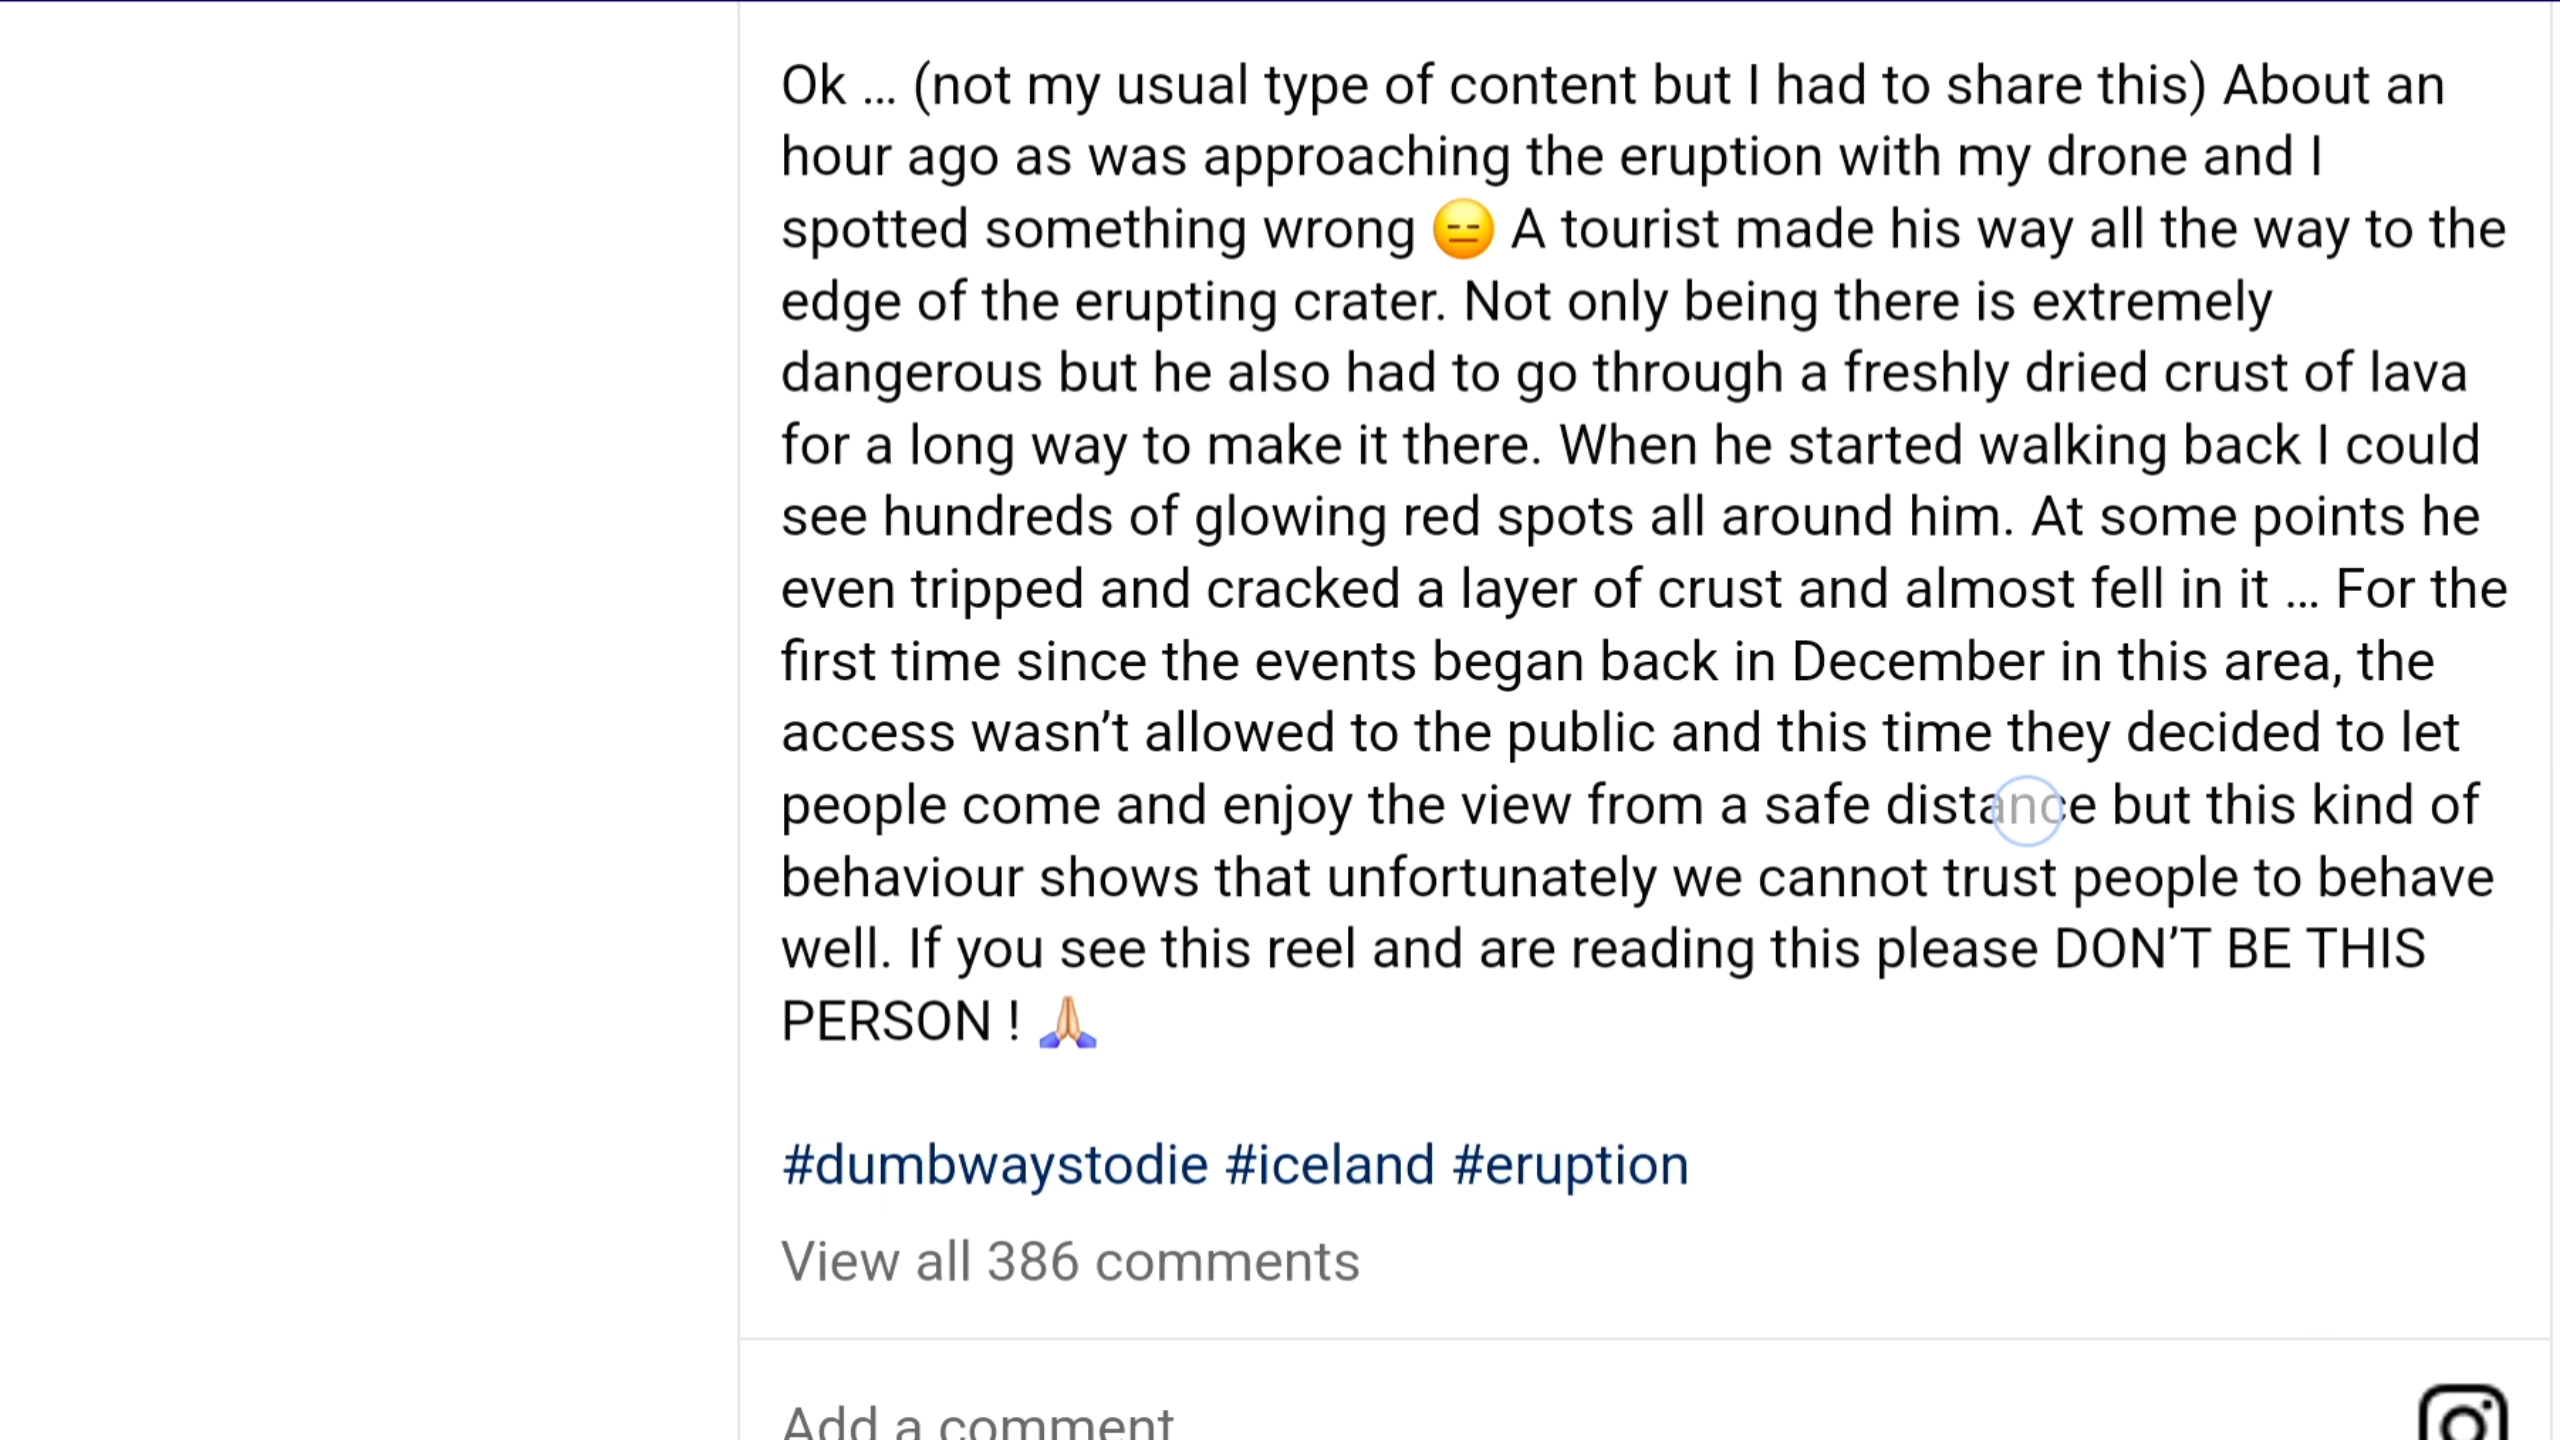 Ok … (not my usual type of content but I had to share this) About an
hour ago as was approaching the eruption with my drone and I
spotted something wrong 😑 A tourist made his way all the way to the
edge of the erupting crater. Not only being there is extremely
dangerous but he also had to go through a freshly dried crust of lava
for a long way to make it there. When he started walking back I could
see hundreds of glowing red spots all around him. At some points he
even tripped and cracked a layer of crust and almost fell in it … For the
first time since the events began back in December in this area, the
access wasn’t allowed to the public and this time they decided to let
people come and enjoy the view from a safe distance but this kind of
behaviour shows that unfortunately we cannot trust people to behave
well. If you see this reel and are reading this please DON’T BE THIS
PERSON ! 🙏🏼
#dumbwaystodie #iceland #eruption
View all 386 comments
Add a comment